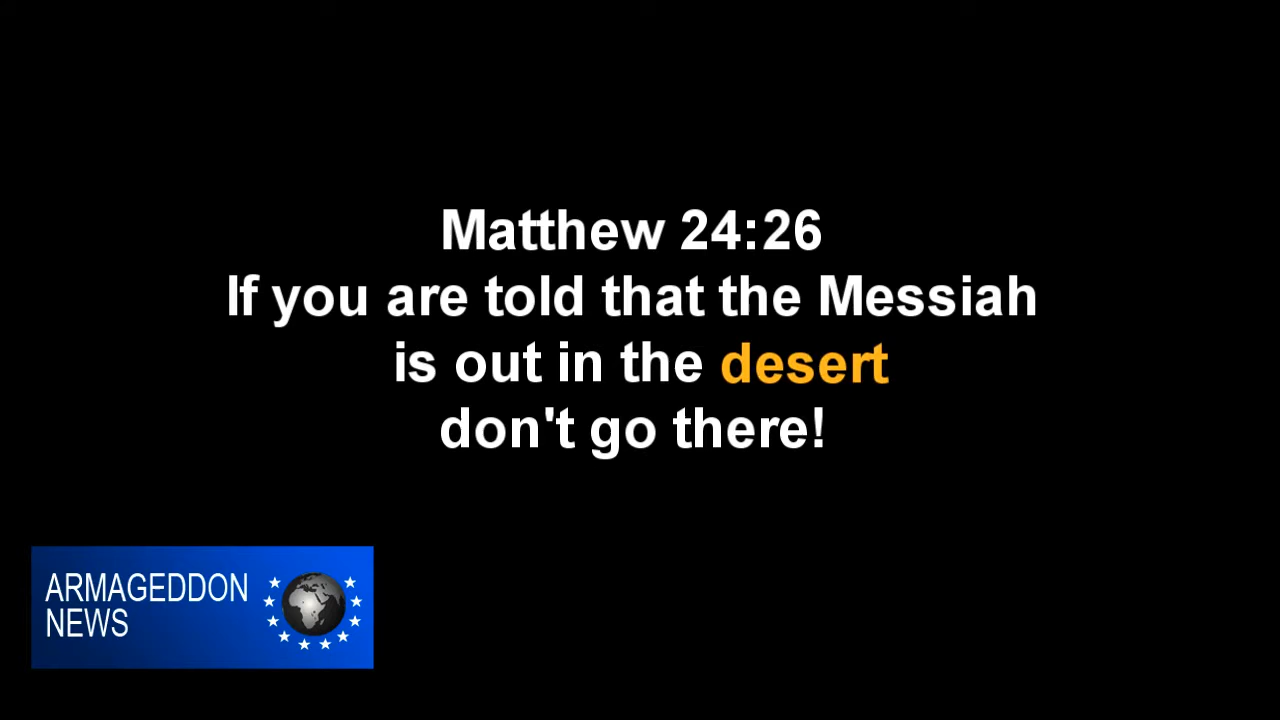 Matthew 24:26
If you are told that the Messiah
is out in the desert
don't go there!
ARMAGEDDON
NEWS